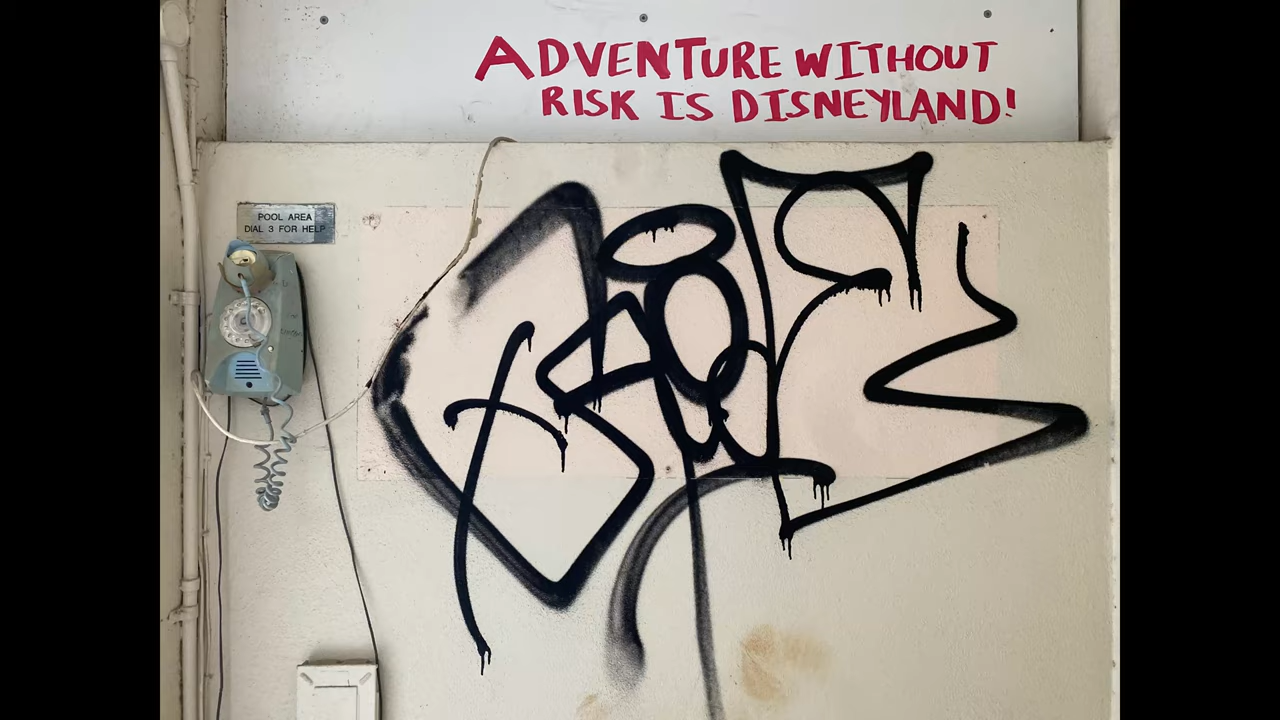 ADVENTURE WITHOUT
RISK IS DISNEYLAND!
POOL AREA
DIAL 3 FOR HELP